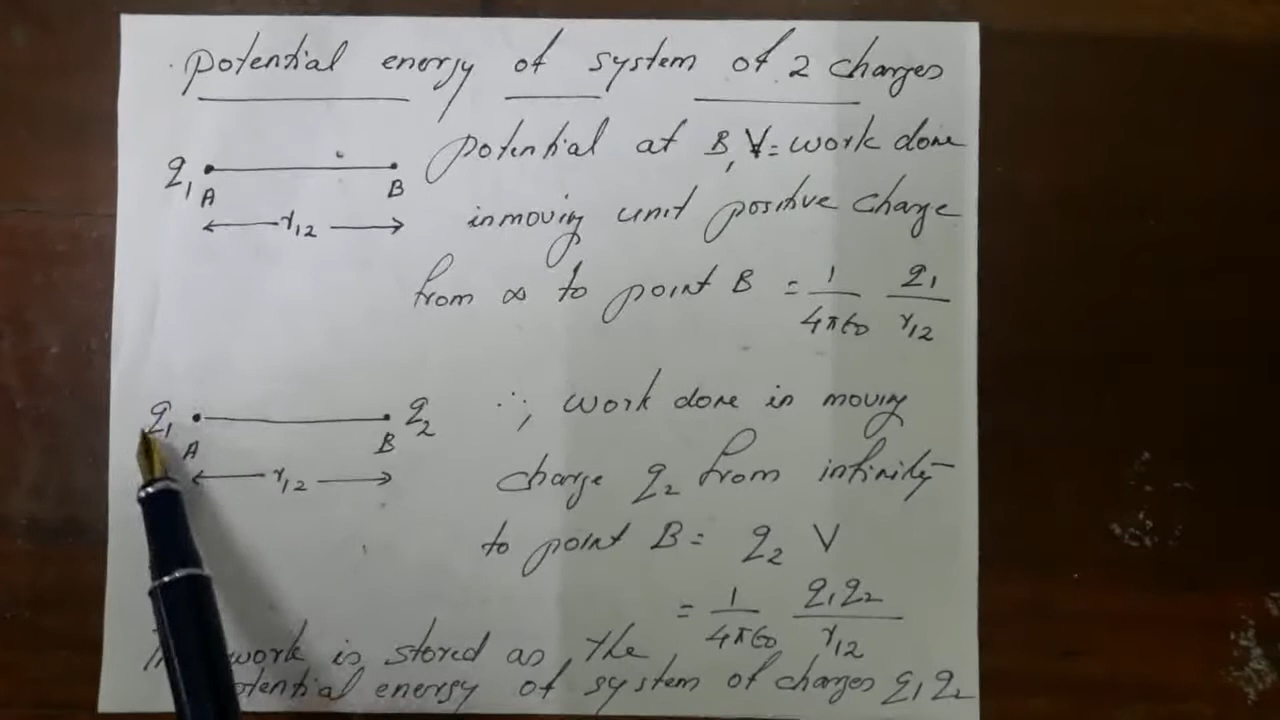 potential energy of system of 2 charges
q₁ A B
r₁₂
potential at B, V = work done
in moving unit positive charge
from ∞ to point B = 1/4πε₀ q₁/r₁₂
q₁ A B q₂
r₁₂
∴, work done in moving
charge q₂ from infinity
to point B = q₂ V
= 1/4πε₀ q₁q₂/r₁₂
work is stored as the
energy of system of charges q₁ q₂